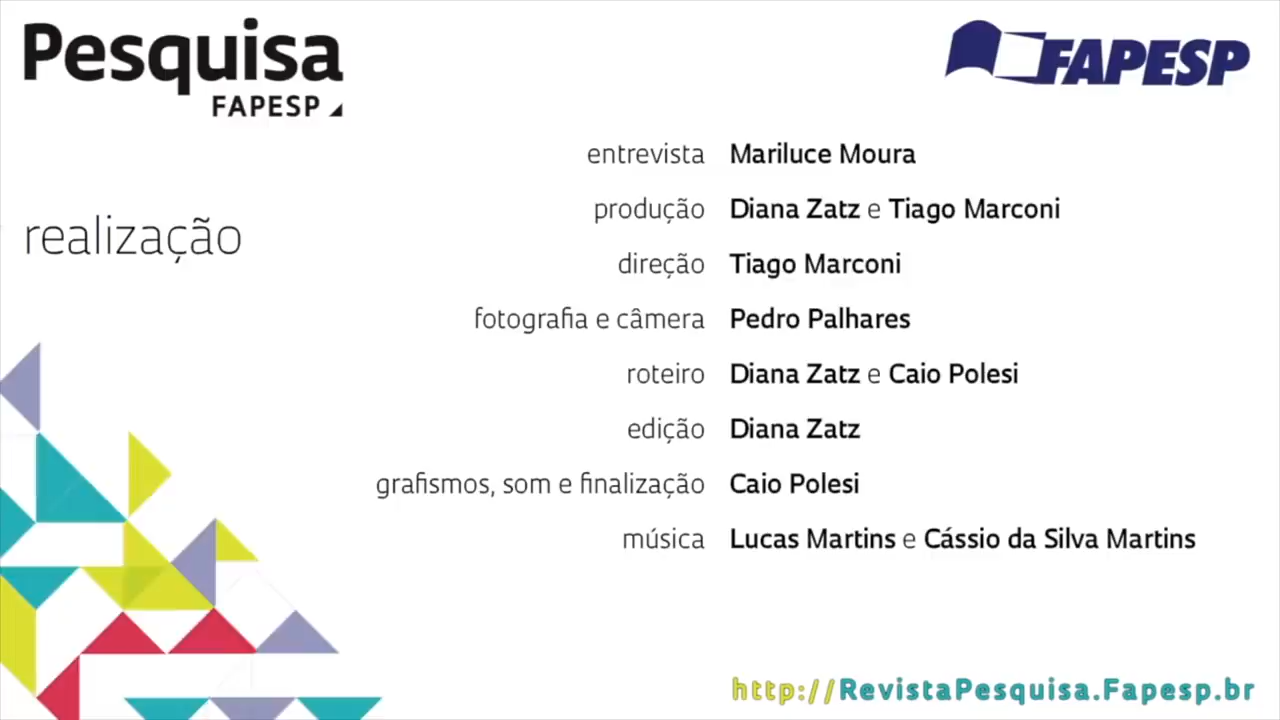 Pesquisa
FAPESP
FAPESP
realização
entrevista Mariluce Moura
produção Diana Zatz e Tiago Marconi
direção Tiago Marconi
fotografia e câmera Pedro Palhares
roteiro Diana Zatz e Caio Polesi
edição Diana Zatz
grafismos, som e finalização Caio Polesi
música Lucas Martins e Cássio da Silva Martins
http://RevistaPesquisa.Fapesp.br